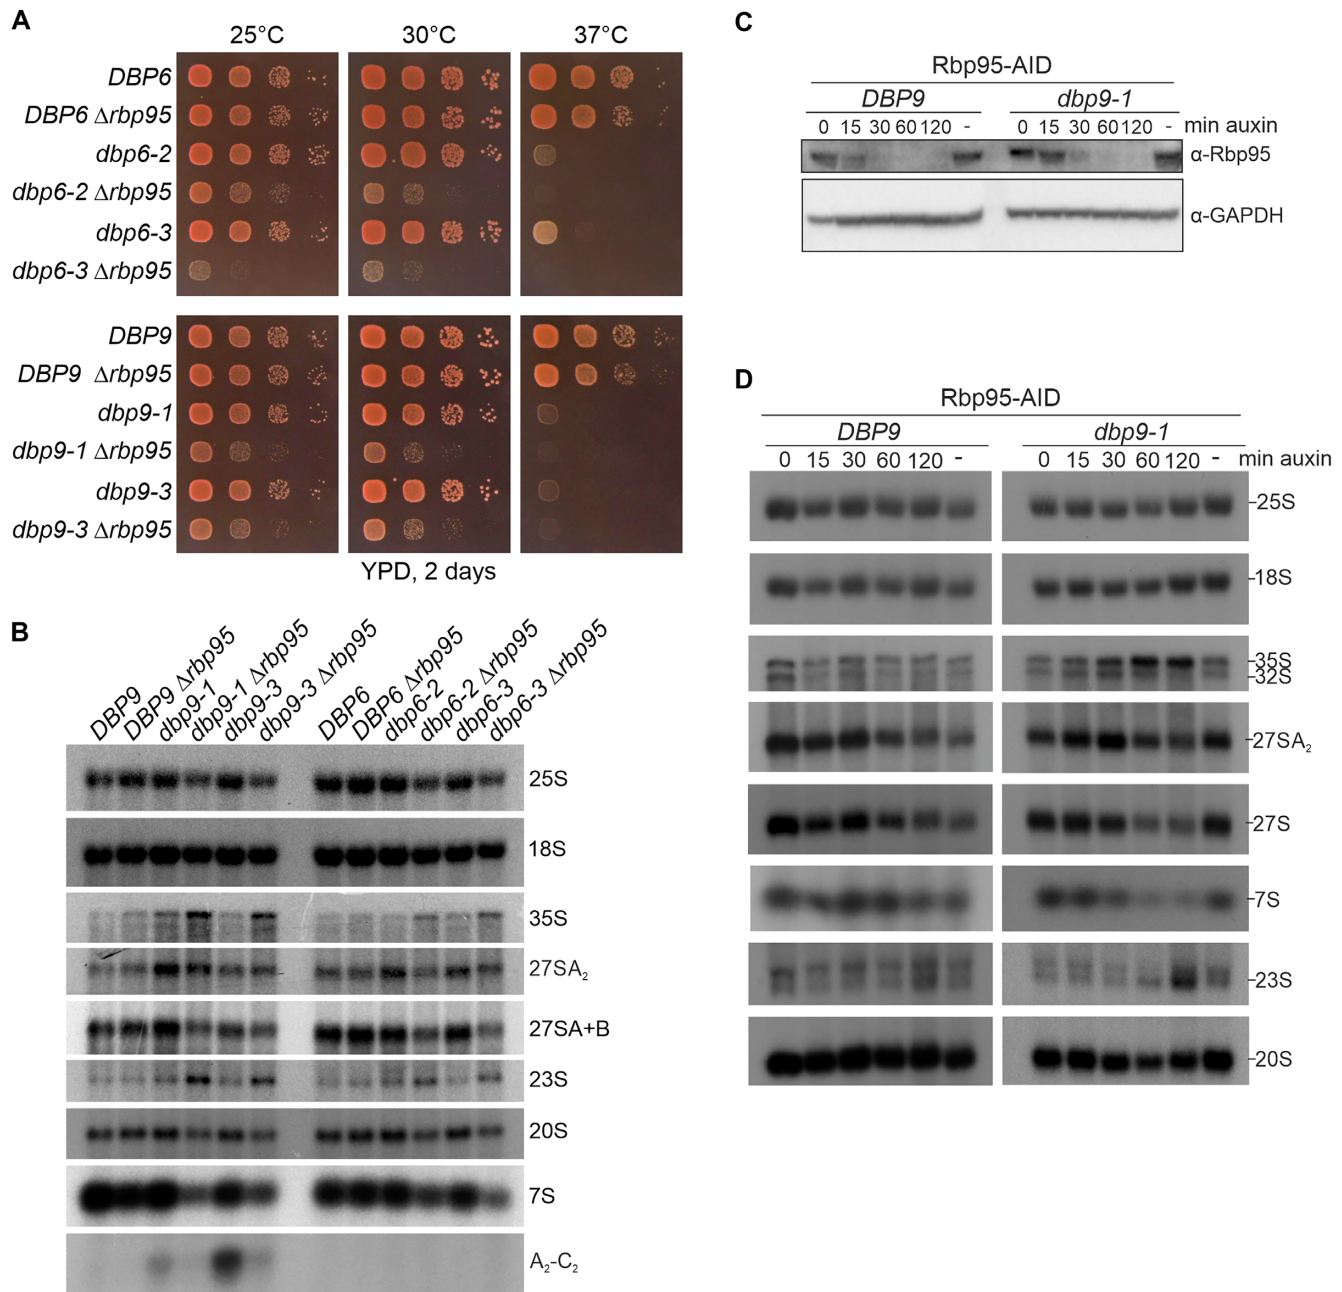 A
25°C 30°C 37°C
DBP6
DBP6 Δrbp95
dbp6-2
dbp6-2 Δrbp95
dbp6-3
dbp6-3 Δrbp95
DBP9
DBP9 Δrbp95
dbp9-1
dbp9-1 Δrbp95
dbp9-3
dbp9-3 Δrbp95
YPD, 2 days
B
DBP9
DBP9 Δrbp95
dbp9-1
dbp9-1 Δrbp95
dbp9-3
dbp9-3 Δrbp95
DBP6
DBP6 Δrbp95
dbp6-2
dbp6-2 Δrbp95
dbp6-3
dbp6-3 Δrbp95
25S
18S
35S
27SA₂
27SA+B
23S
20S
7S
A₂-C₂
C
Rbp95-AID
DBP9 dbp9-1
0 15 30 60 120 - 0 15 30 60 120 - min auxin
α-Rbp95
α-GAPDH
D
Rbp95-AID
DBP9 dbp9-1
0 15 30 60 120 - 0 15 30 60 120 - min auxin
-25S
-18S
-35S
-32S
-27SA₂
-27S
-7S
-23S
-20S